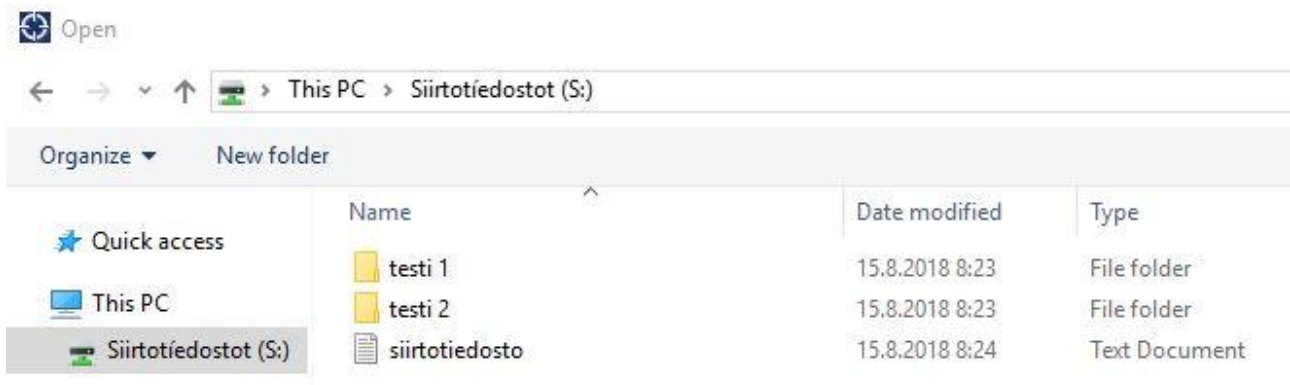 Open
This PC > Siirtotíedostot (S:)
Organize New folder
Name Date modified Type
Quick access
testi 1 15.8.2018 8:23 File folder
This PC
testi 2 15.8.2018 8:23 File folder
Siirtotíedostot (S:)
siirtotiedosto 15.8.2018 8:24 Text Document